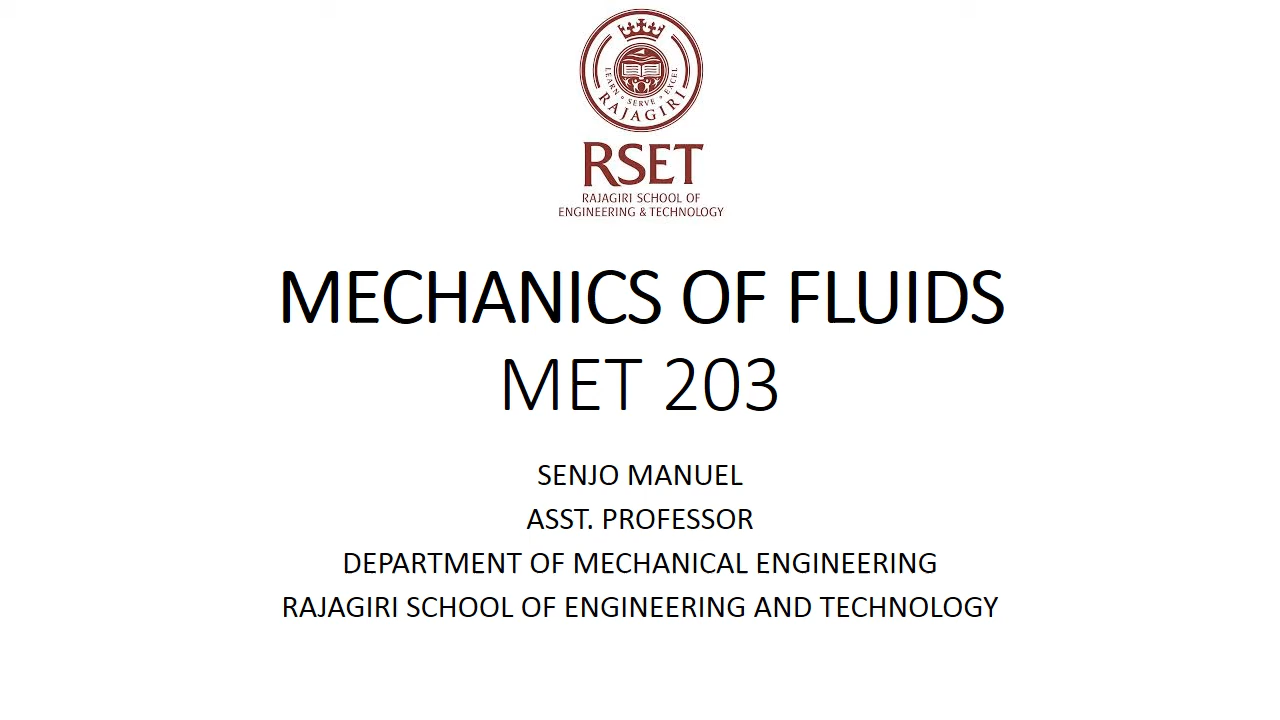 LEARN • SERVE • EXCEL
RAJAGIRI
RSET
RAJAGIRI SCHOOL OF
ENGINEERING & TECHNOLOGY
MECHANICS OF FLUIDS
MET 203
SENJO MANUEL
ASST. PROFESSOR
DEPARTMENT OF MECHANICAL ENGINEERING
RAJAGIRI SCHOOL OF ENGINEERING AND TECHNOLOGY